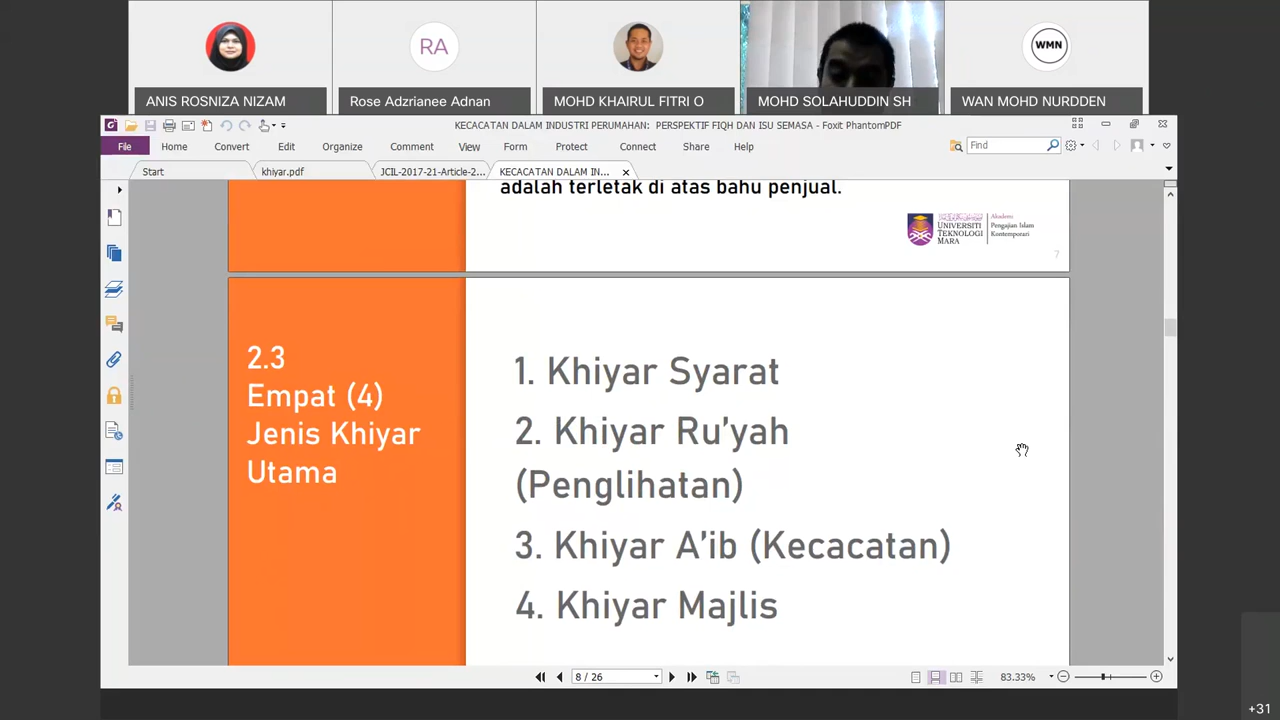 RA
WMN
ANIS ROSNIZA NIZAM
Rose Adzrianee Adnan
MOHD KHAIRUL FITRI O
MOHD SOLAHUDDIN SH
WAN MOHD NURDDEN
KECACATAN DALAM INDUSTRI PERUMAHAN: PERSPEKTIF FIQH DAN ISU SEMASA - Foxit PhantomPDF
File Home Convert Edit Organize Comment View Form Protect Connect Share Help
Find
Start
khiyar.pdf
JCIL-2017-21-Article-2...
KECACATAN DALAM IN...
adalah terletak di atas bahu penjual.
UNIVERSITI
TEKNOLOGI
MARA
Akademi
Pengajian Islam
Kontemporari
7
2.3
Empat (4)
Jenis Khiyar
Utama
1. Khiyar Syarat
2. Khiyar Ru’yah
(Penglihatan)
3. Khiyar A’ib (Kecacatan)
4. Khiyar Majlis
8 / 26
83.33%
+31